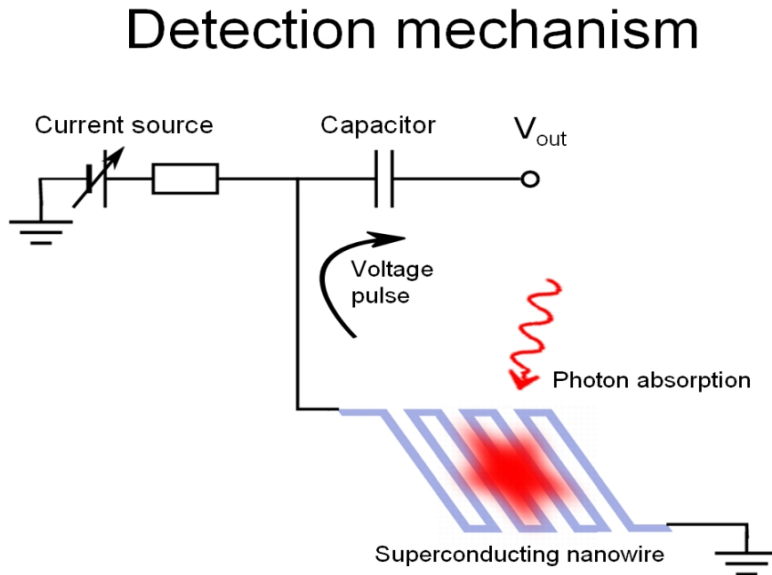 Detection mechanism
Current source
Capacitor
Vout
Voltage
pulse
Photon absorption
Superconducting nanowire